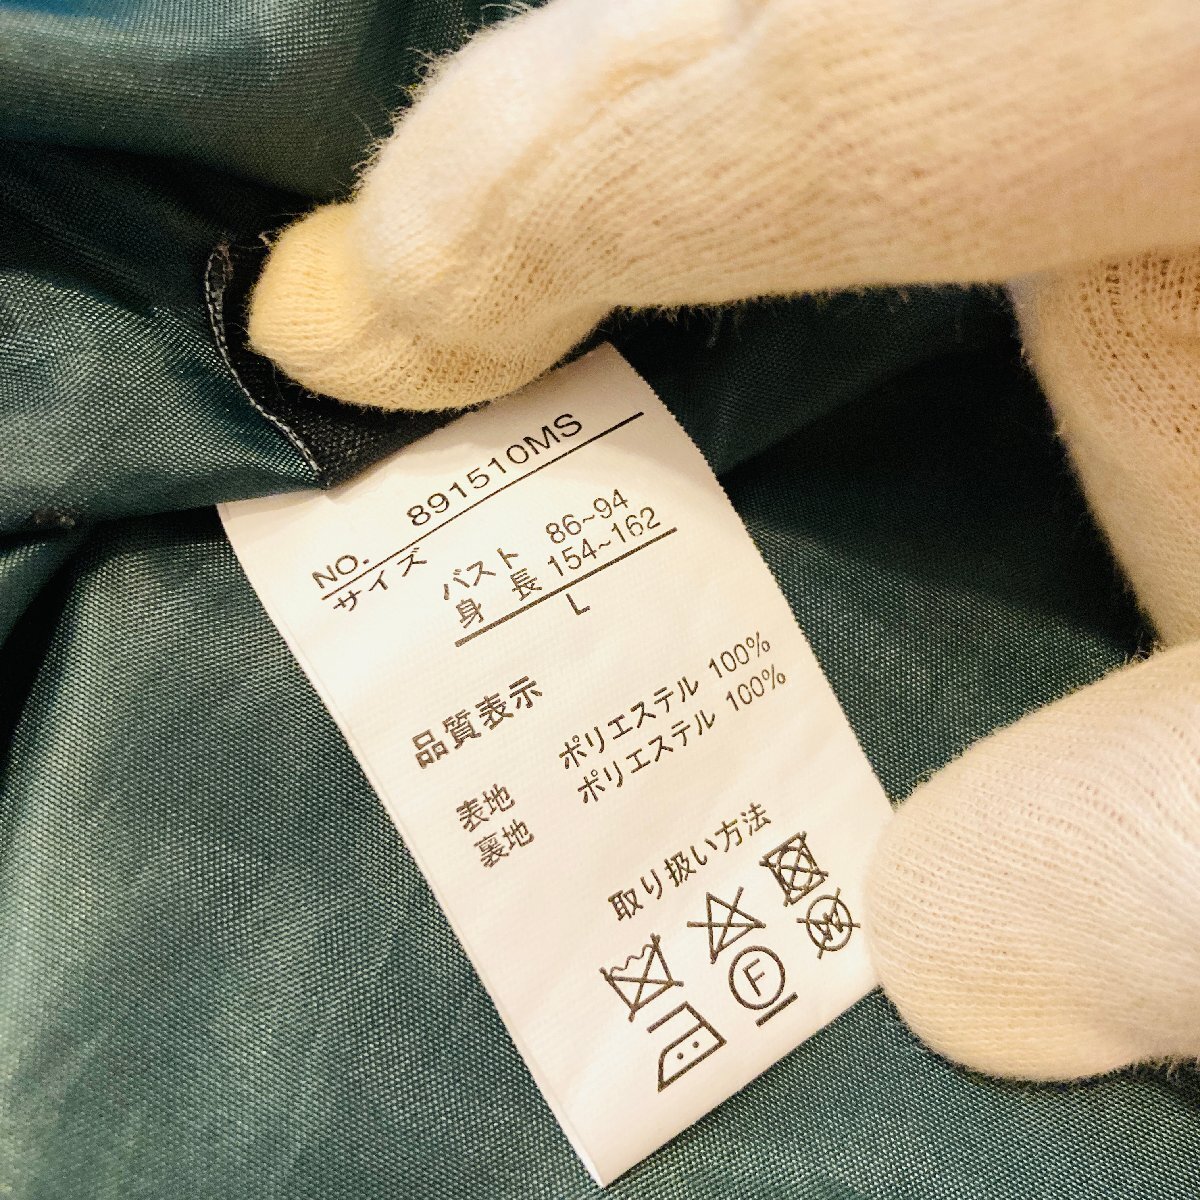 NO. 891510MS
サイズ バスト 86~94
身 長 154~162
L
品質表示
表地 ポリエステル 100%
裏地 ポリエステル 100%
取り扱い方法
F
W